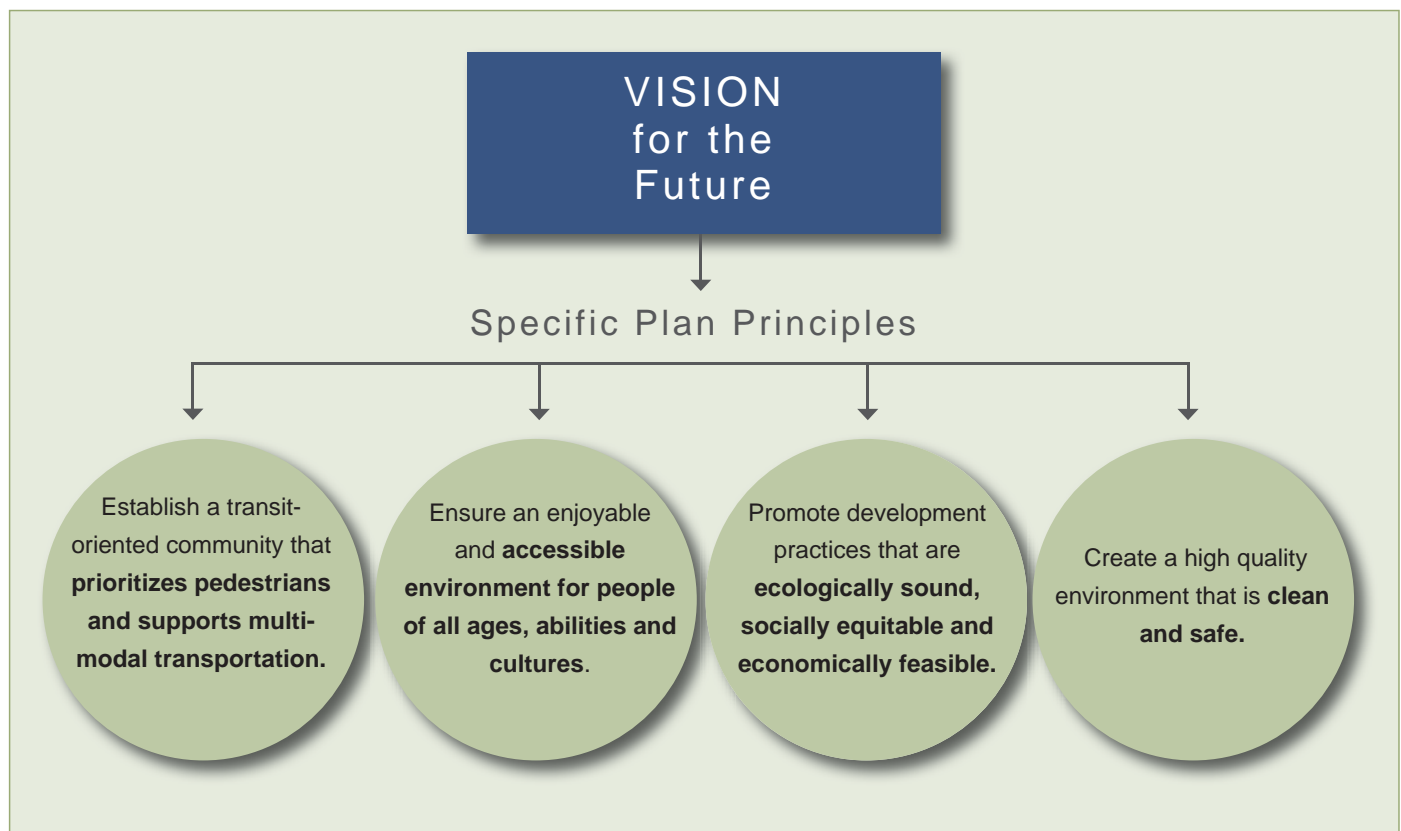 VISION
for the
Future
Specific Plan Principles
Establish a transit-
oriented community that
prioritizes pedestrians
and supports multi-
modal transportation.
Ensure an enjoyable
and accessible
environment for people
of all ages, abilities and
cultures.
Promote development
practices that are
ecologically sound,
socially equitable and
economically feasible.
Create a high quality
environment that is clean
and safe.